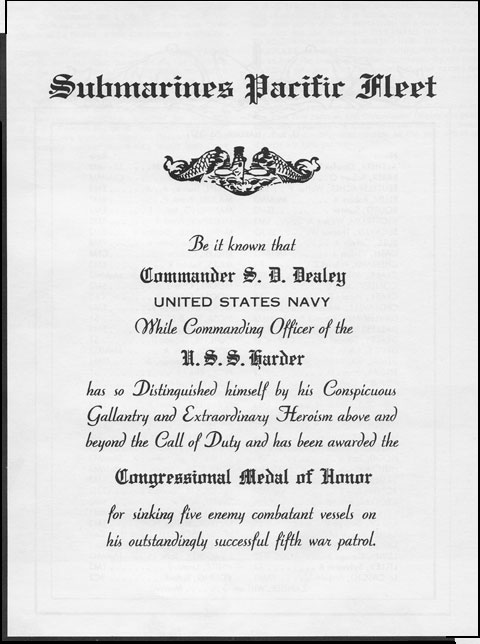 Submarines Pacific Fleet
Be it known that
Commander S. D. Dealey
UNITED STATES NAVY
While Commanding Officer of the
U. S. S. Harder
has so Distinguished himself by his Conspicuous
Gallantry and Extraordinary Heroism above and
beyond the Call of Duty and has been awarded the
Congressional Medal of Honor
for sinking five enemy combatant vessels on
his outstandingly successful fifth war patrol.